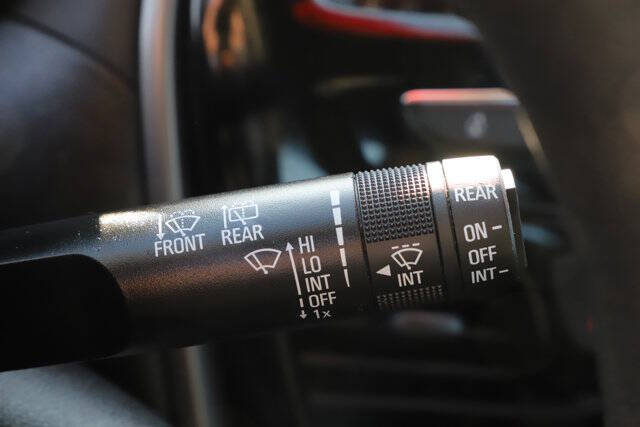 FRONT
REAR
HI
LO
INT
OFF
1x
INT
REAR
ON
OFF
INT